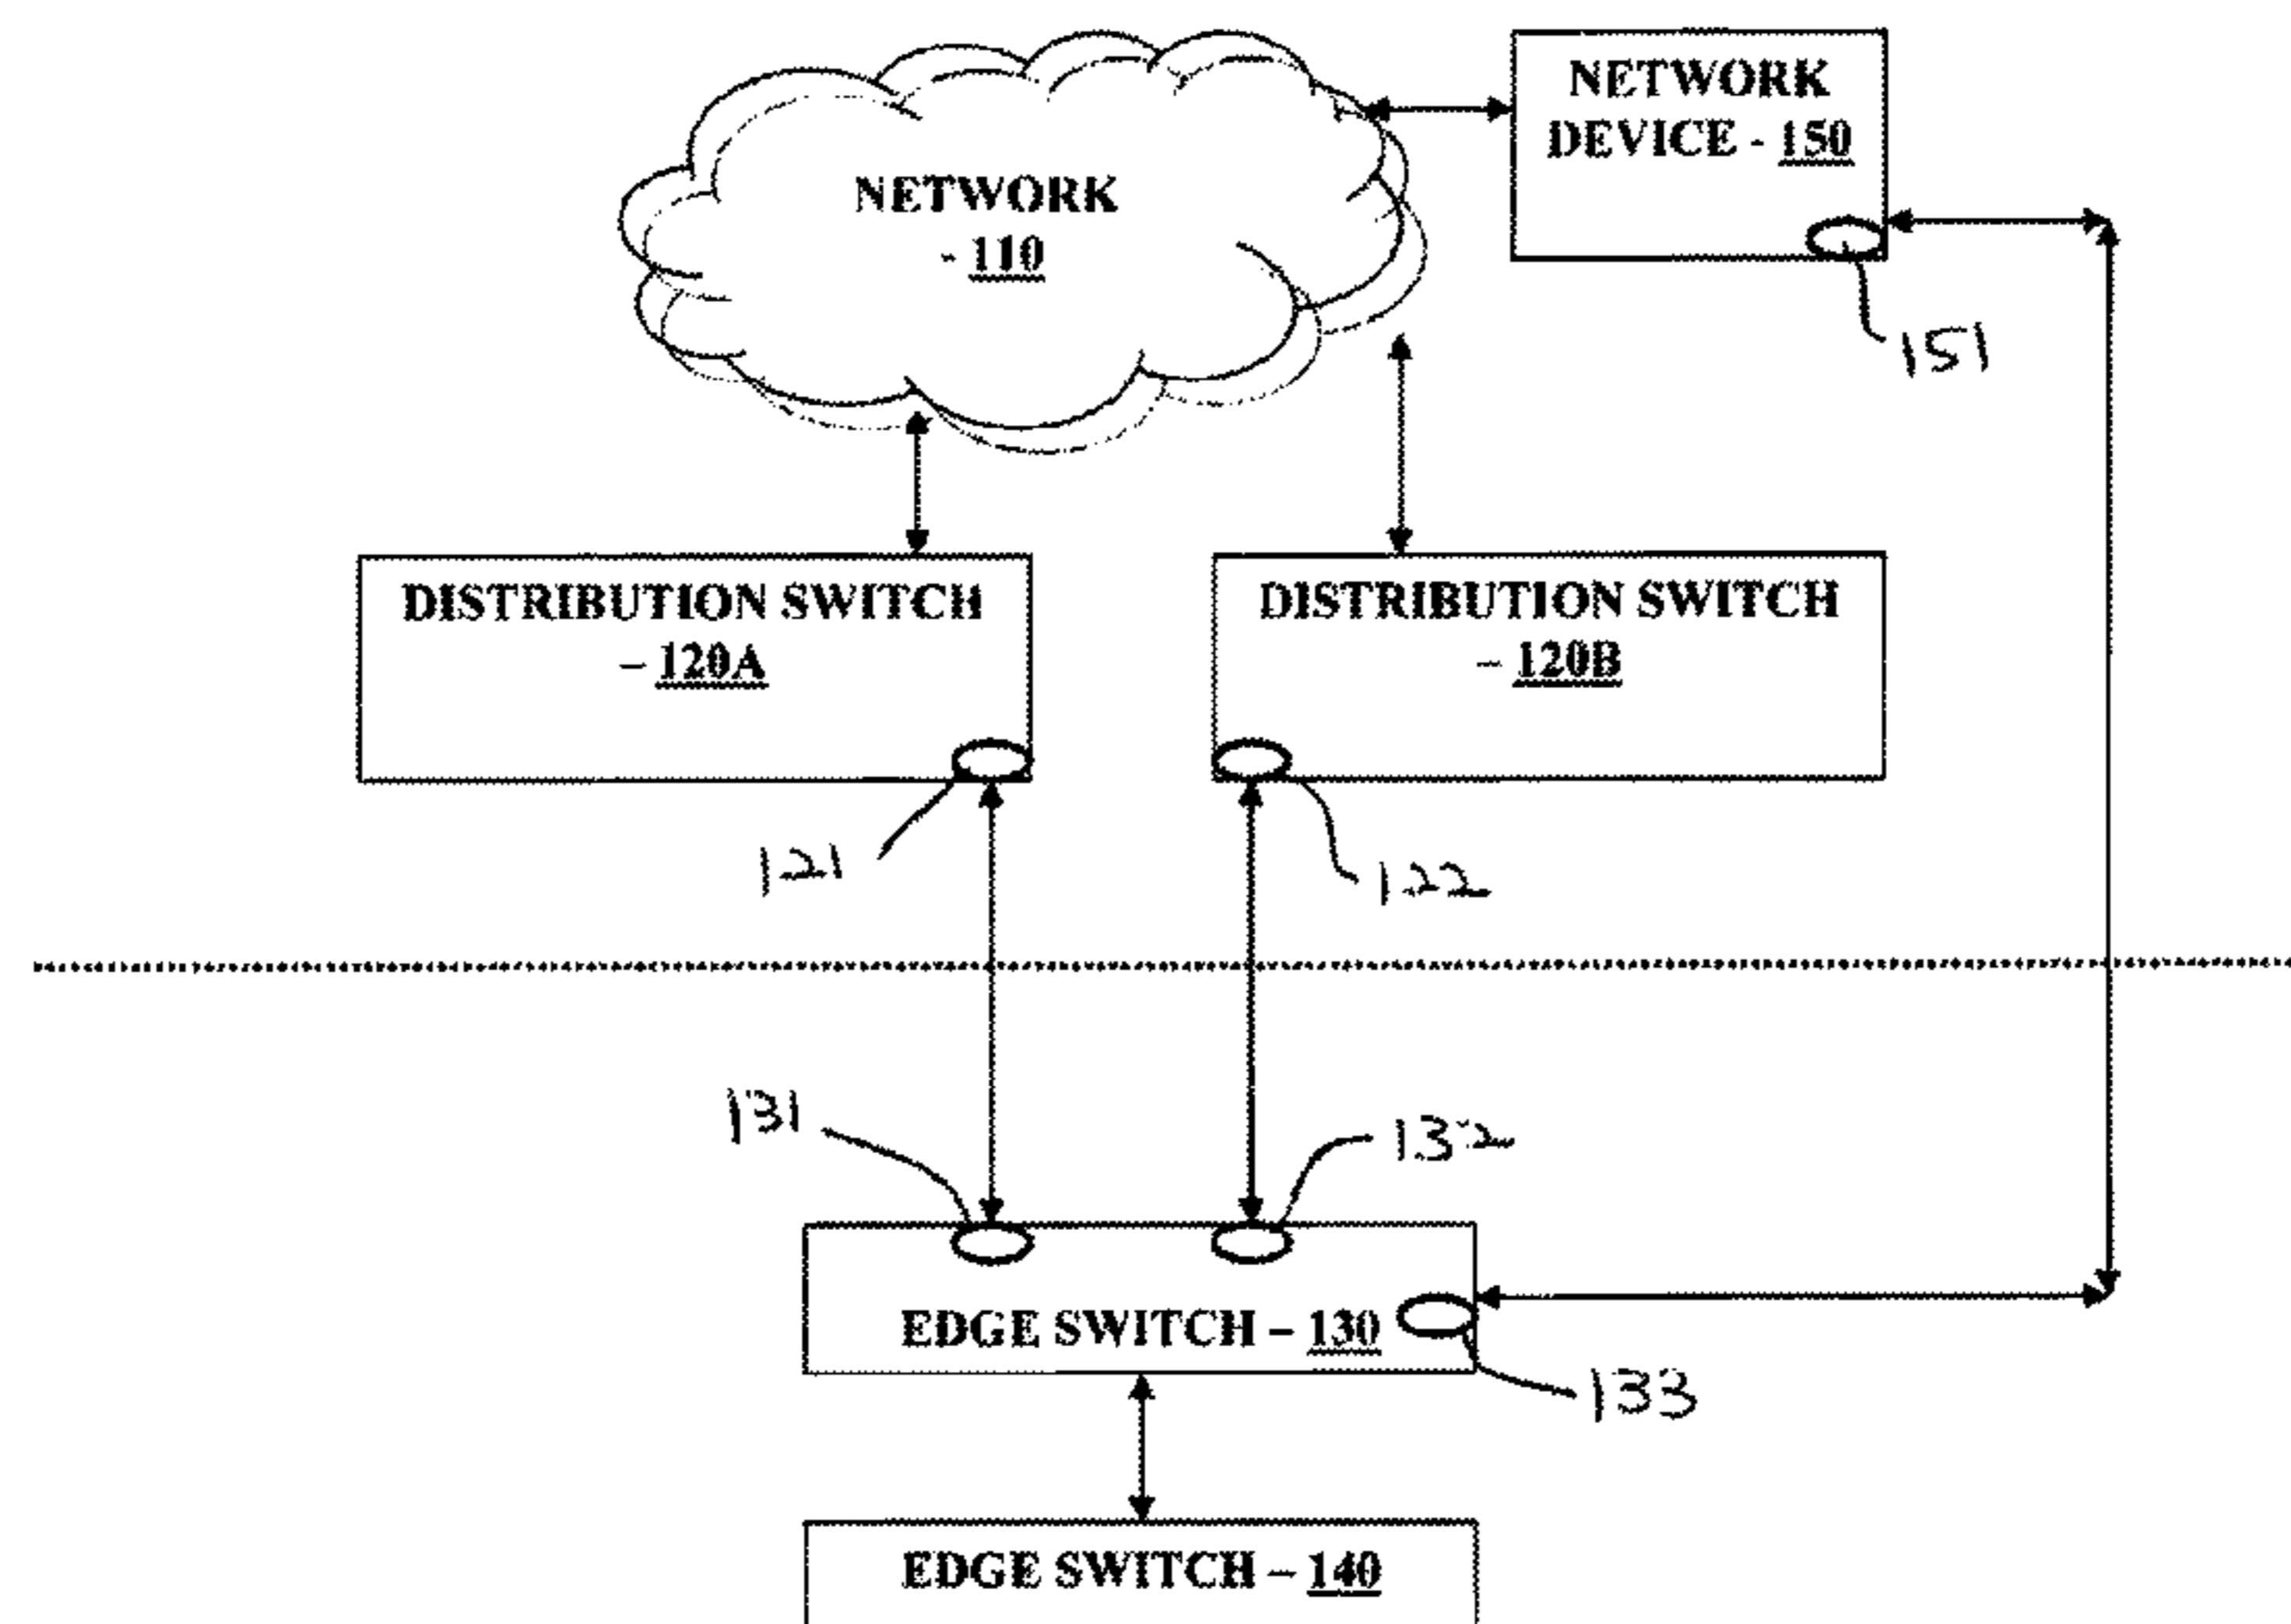 NETWORK
DEVICE - 150
NETWORK
- 110
151
DISTRIBUTION SWITCH
– 120A
DISTRIBUTION SWITCH
– 120B
121
122
131
132
EDGE SWITCH – 130
133
EDGE SWITCH – 140